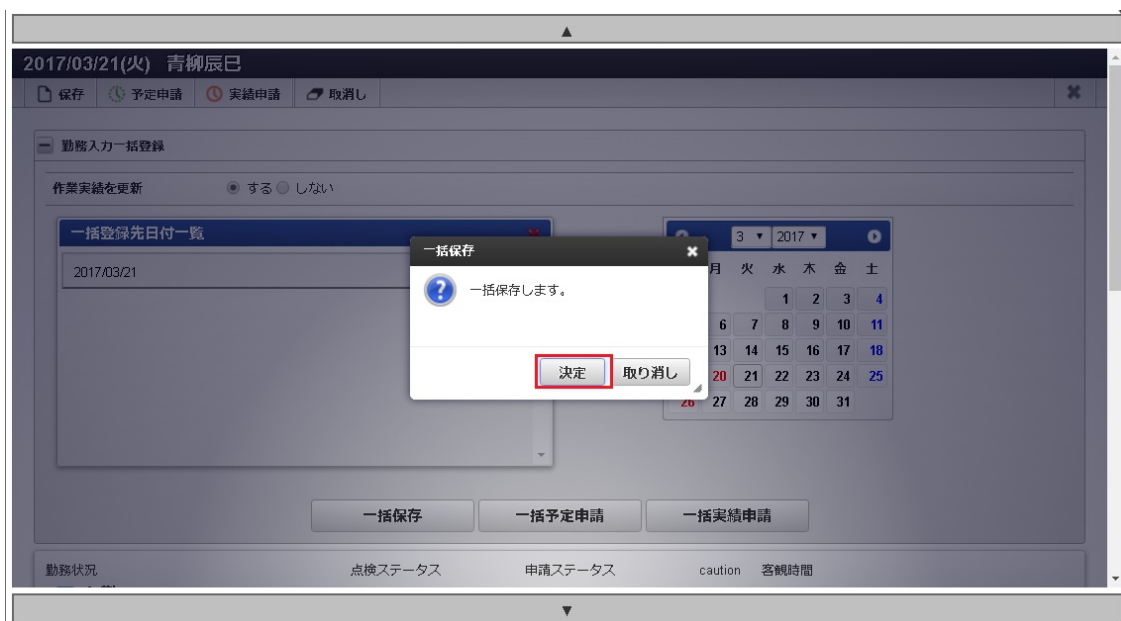 ▲
2017/03/21(火) 青柳辰巳
保存 予定申請 実績申請 取消し
勤務入力一括登録
作業実績を更新 する しない
一括登録先日付一覧
2017/03/21
一括保存
一括保存します。
決定 取り消し
3 2017
月 火 水 木 金 土
1 2 3 4
6 7 8 9 10 11
13 14 15 16 17 18
20 21 22 23 24 25
26 27 28 29 30 31
一括保存 一括予定申請 一括実績申請
勤務状況 点検ステータス 申請ステータス caution 客観時間
▼